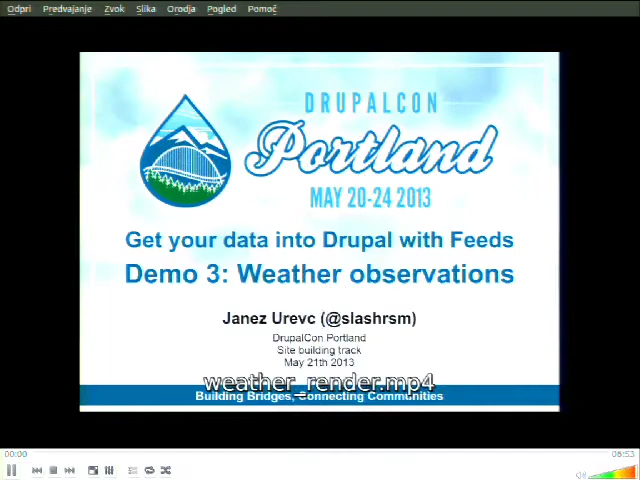 Odpri Predvajanje Zvok Slika Orodja Pogled Pomoč
DRUPALCON
Portland
MAY 20-24 2013
Get your data into Drupal with Feeds
Demo 3: Weather observations
Janez Urevc (@slashrsm)
DrupalCon Portland
Site building track
May 21th 2013
weather_render.mp4
Building Bridges, Connecting Communities
00:00 06:53